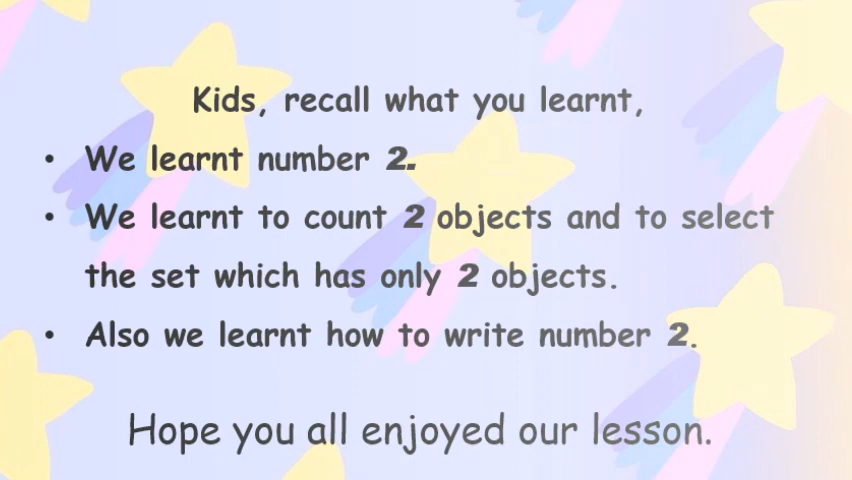 Kids, recall what you learnt,
• We learnt number 2.
• We learnt to count 2 objects and to select
the set which has only 2 objects.
• Also we learnt how to write number 2.
Hope you all enjoyed our lesson.